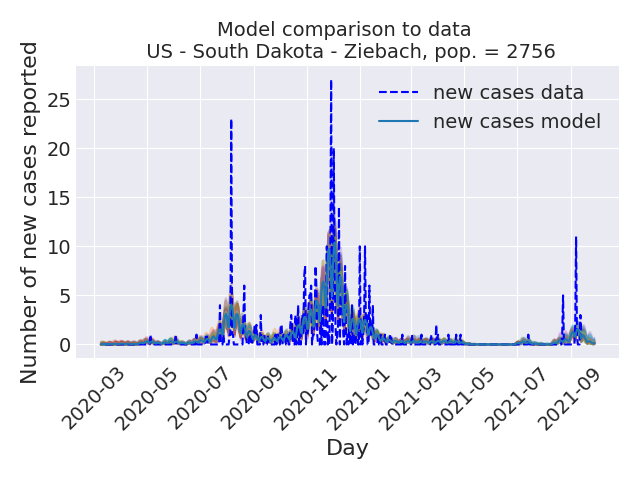 Model comparison to data
US - South Dakota - Ziebach, pop. = 2756
Number of new cases reported
25
20
15
10
5
0
new cases data
new cases model
2020-03
2020-05
2020-07
2020-09
2020-11
2021-01
2021-03
2021-05
2021-07
2021-09
Day